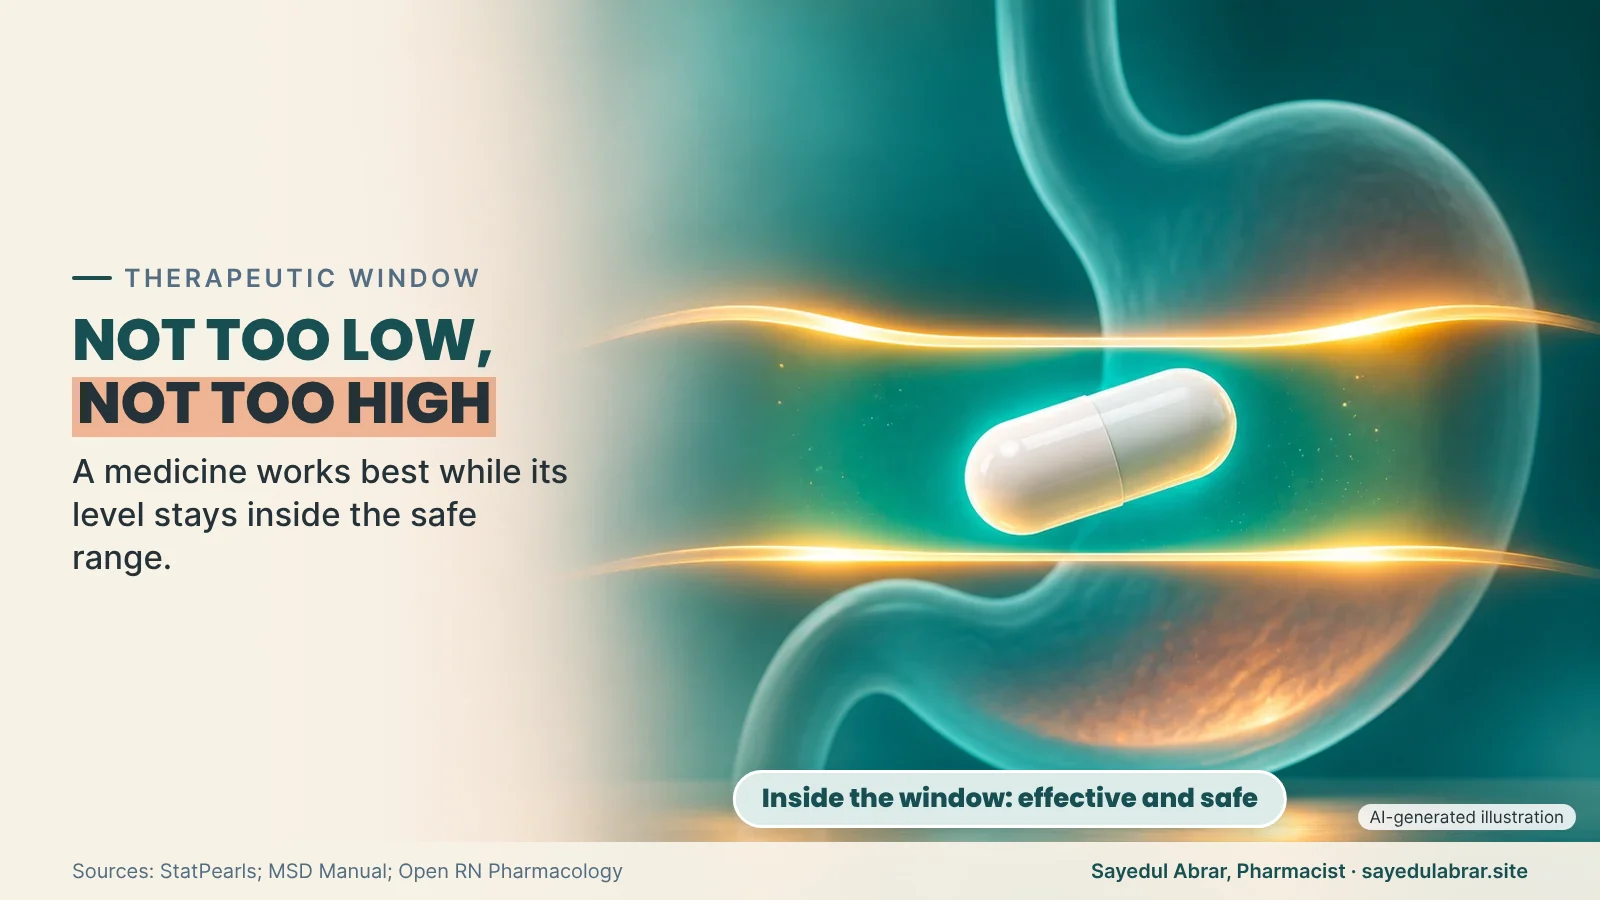 THERAPEUTIC WINDOW
NOT TOO LOW,
NOT TOO HIGH
A medicine works best while its
level stays inside the safe
range.
Inside the window: effective and safe
AI-generated illustration
Sources: StatPearls; MSD Manual; Open RN Pharmacology
Sayedul Abrar, Pharmacist · sayedulabrar.site